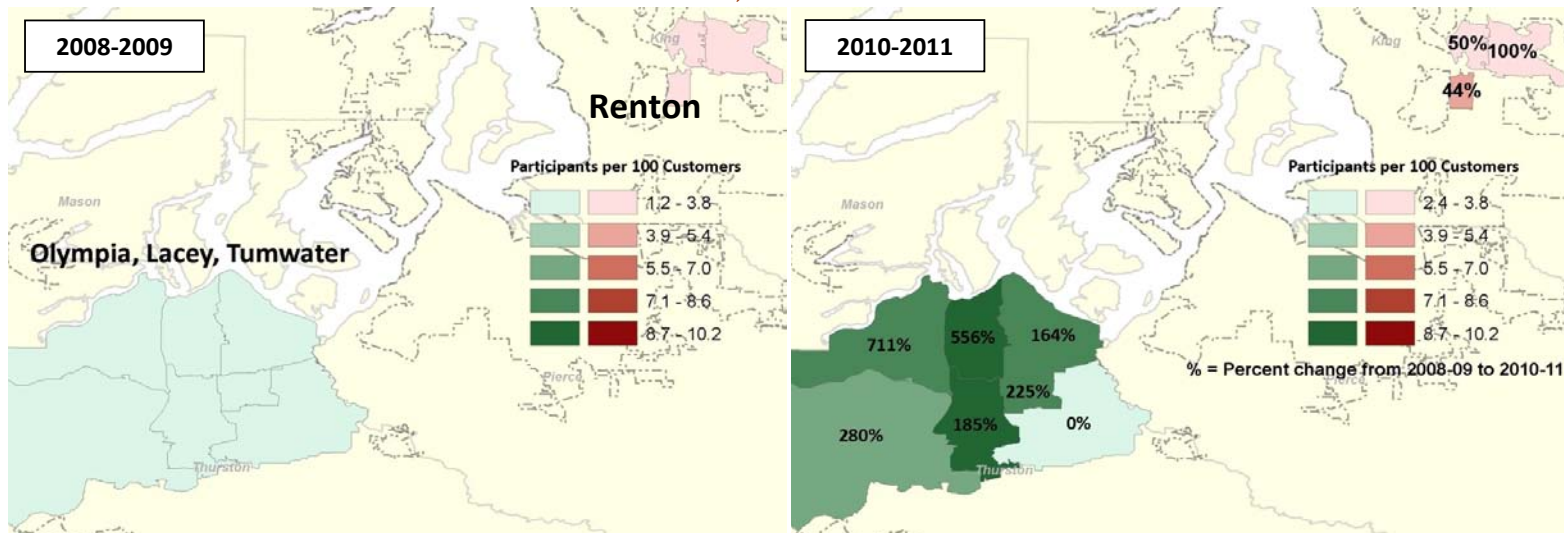 2008-2009
King
Renton
Participants per 100 Customers
1.2 - 3.8
3.9 - 5.4
5.5 - 7.0
7.1 - 8.6
8.7 - 10.2
Mason
Olympia, Lacey, Tumwater
Pierce
Thurston
2010-2011
King
50%
100%
44%
Participants per 100 Customers
2.4 - 3.8
3.9 - 5.4
5.5 - 7.0
7.1 - 8.6
8.7 - 10.2
Mason
711%
556%
164%
% = Percent change from 2008-09 to 2010-11
Pierce
225%
280%
185%
0%
Thurston